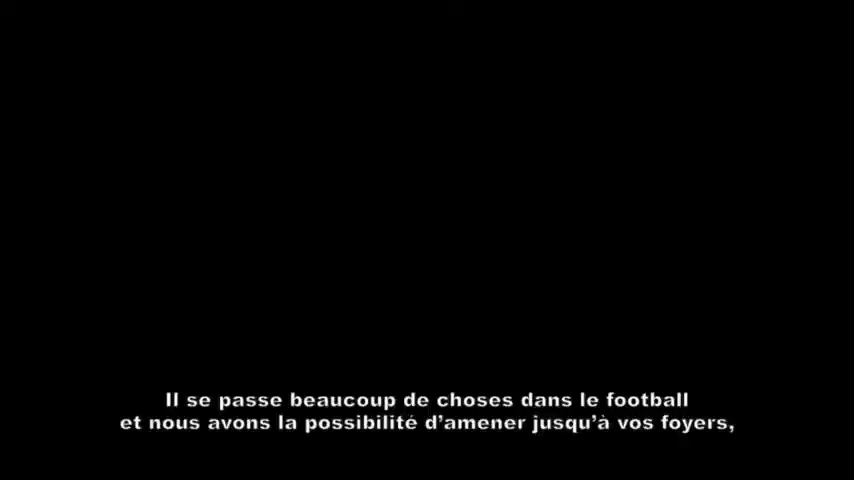 Il se passe beaucoup de choses dans le football
et nous avons la possibilité d’amener jusqu’à vos foyers,